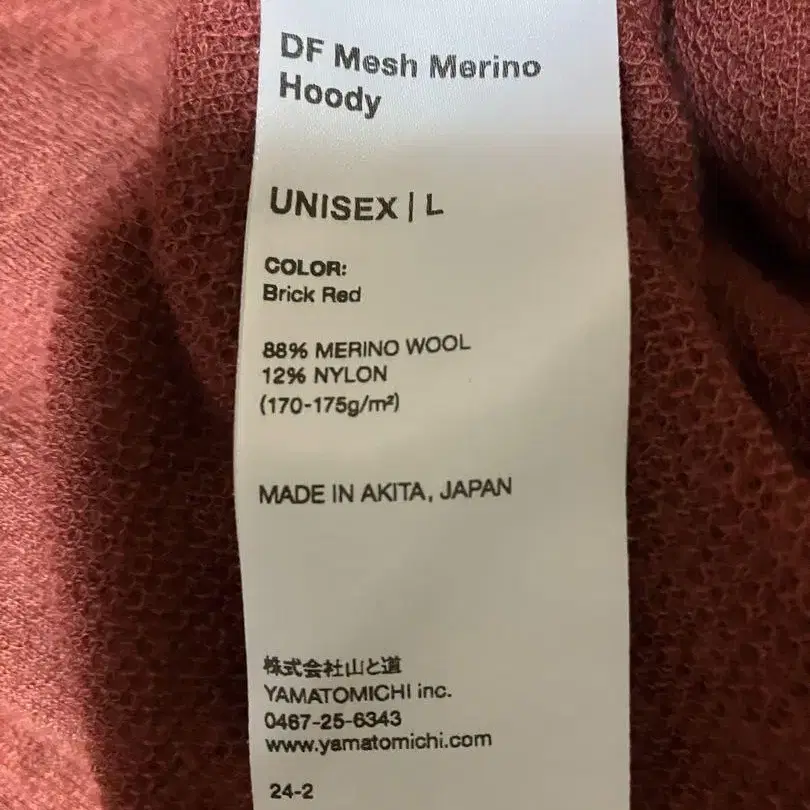 DF Mesh Merino
Hoody
UNISEX | L
COLOR:
Brick Red
88% MERINO WOOL
12% NYLON
(170-175g/m²)
MADE IN AKITA, JAPAN
株式会社山と道
YAMATOMICHI inc.
0467-25-6343
www.yamatomichi.com
24-2